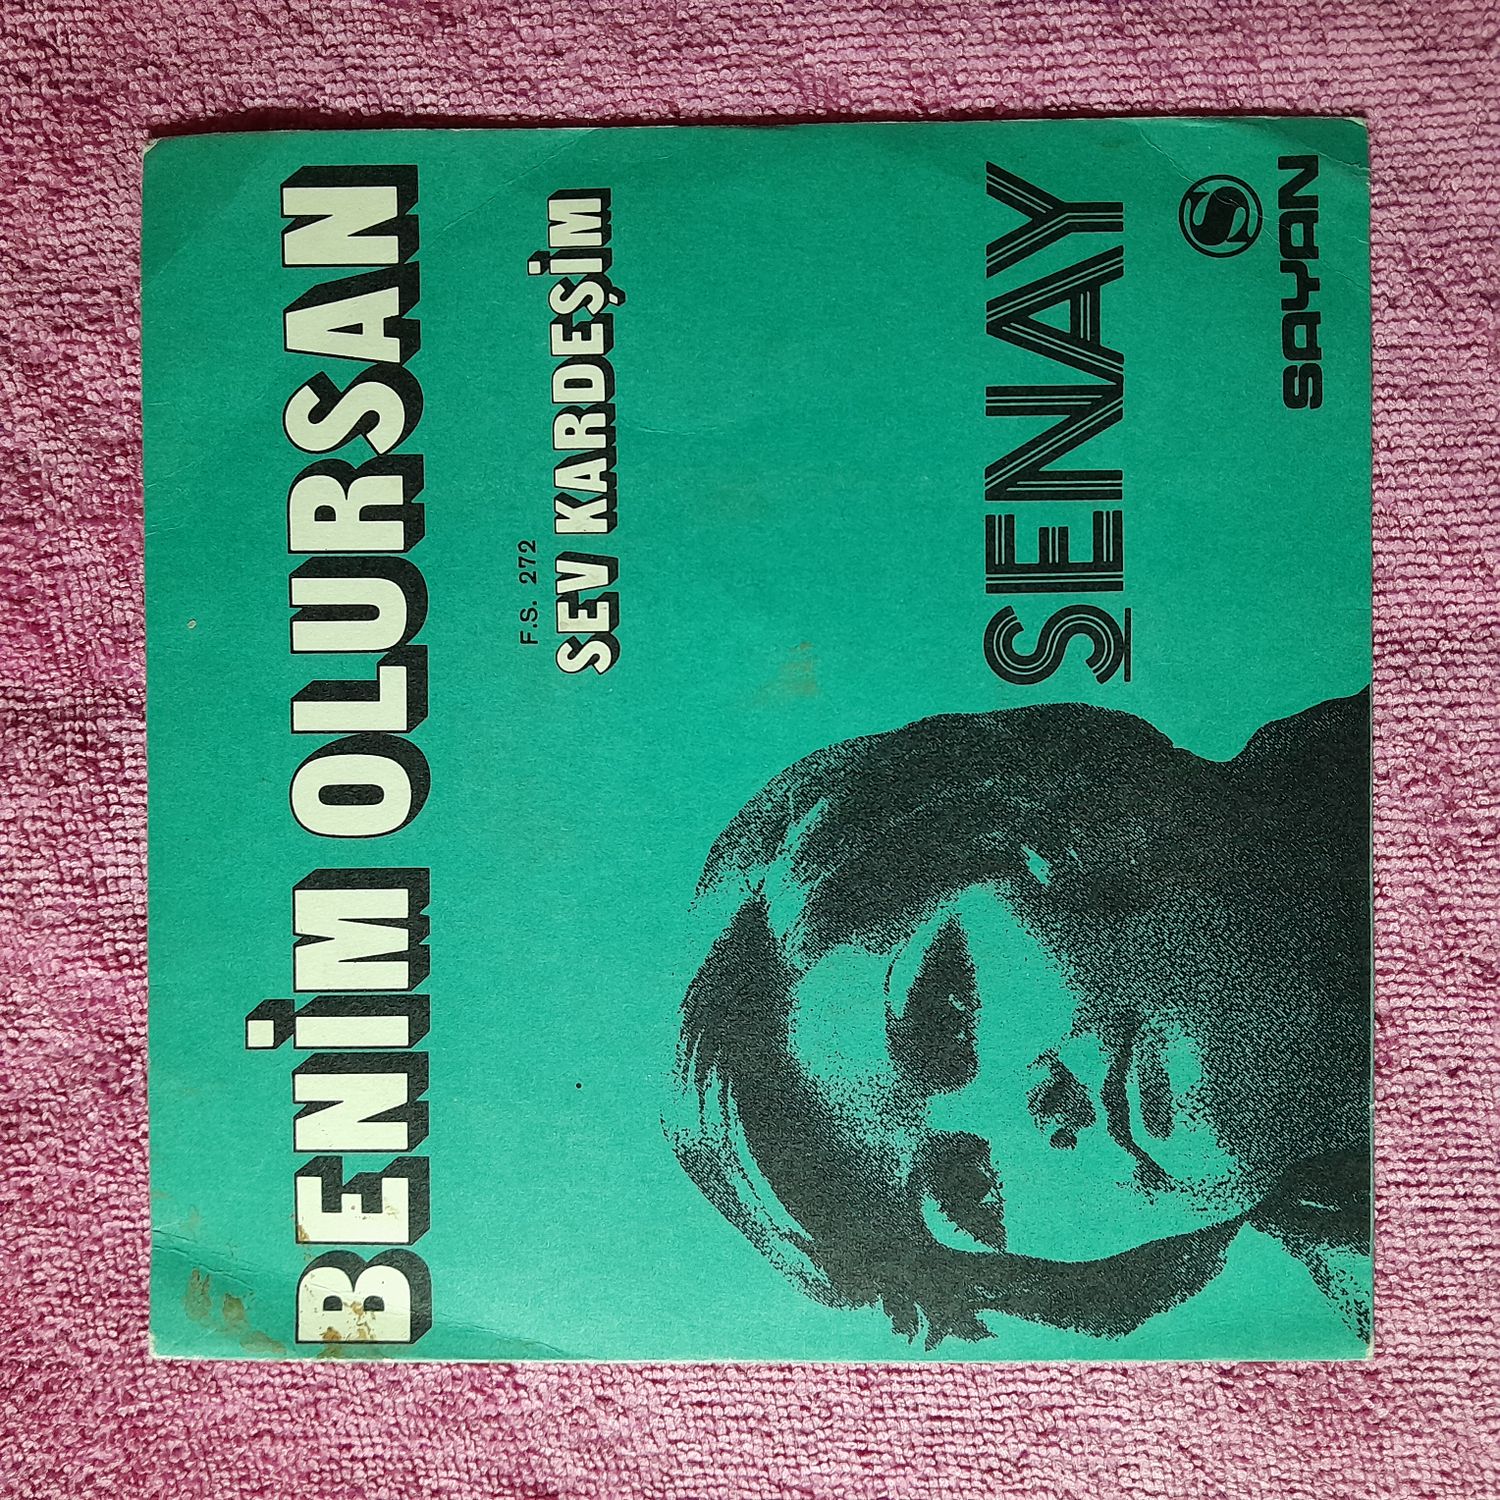 BENİM OLURSAN
F.S. 272
SEV KARDEŞİM
ŞENAY
S
SAYAN